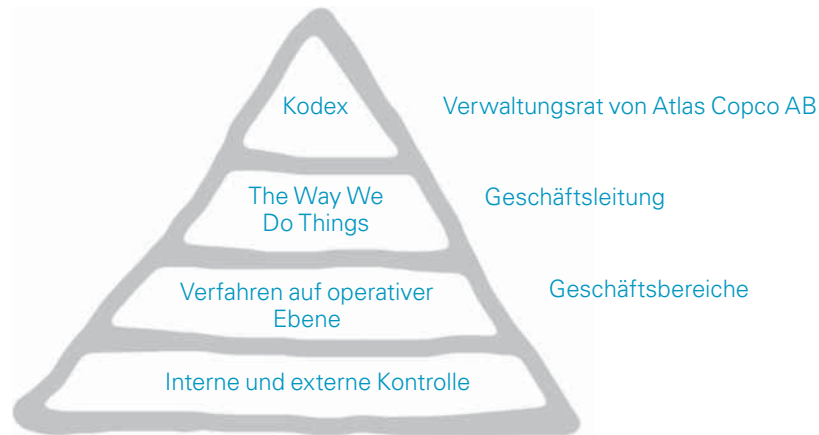 Kodex
Verwaltungsrat von Atlas Copco AB
The Way We
Do Things
Geschäftsleitung
Verfahren auf operativer
Ebene
Geschäftsbereiche
Interne und externe Kontrolle